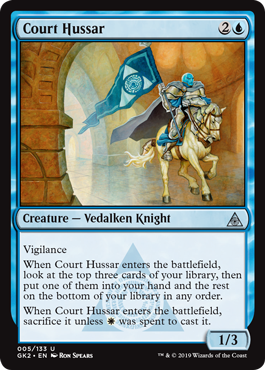 Court Hussar 2
Creature — Vedalken Knight
Vigilance
When Court Hussar enters the battlefield,
look at the top three cards of your library, then
put one of them into your hand and the rest
on the bottom of your library in any order.
When Court Hussar enters the battlefield,
sacrifice it unless was spent to cast it.
1/3
005/133 U
GK2 • EN Ron Spears
™ & © 2019 Wizards of the Coast